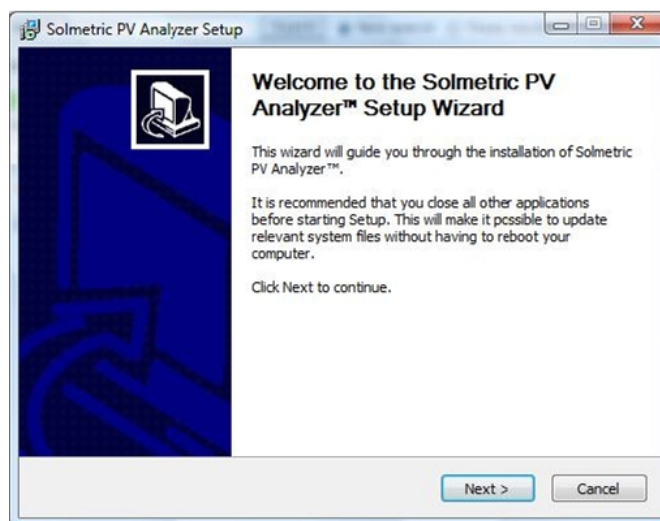 Solmetric PV Analyzer Setup
Welcome to the Solmetric PV
Analyzer™ Setup Wizard
This wizard will guide you through the installation of Solmetric
PV Analyzer™.
It is recommended that you close all other applications
before starting Setup. This will make it pcssible to update
relevant system files without having to reboot your
computer.
Click Next to continue.
Next >
Cancel